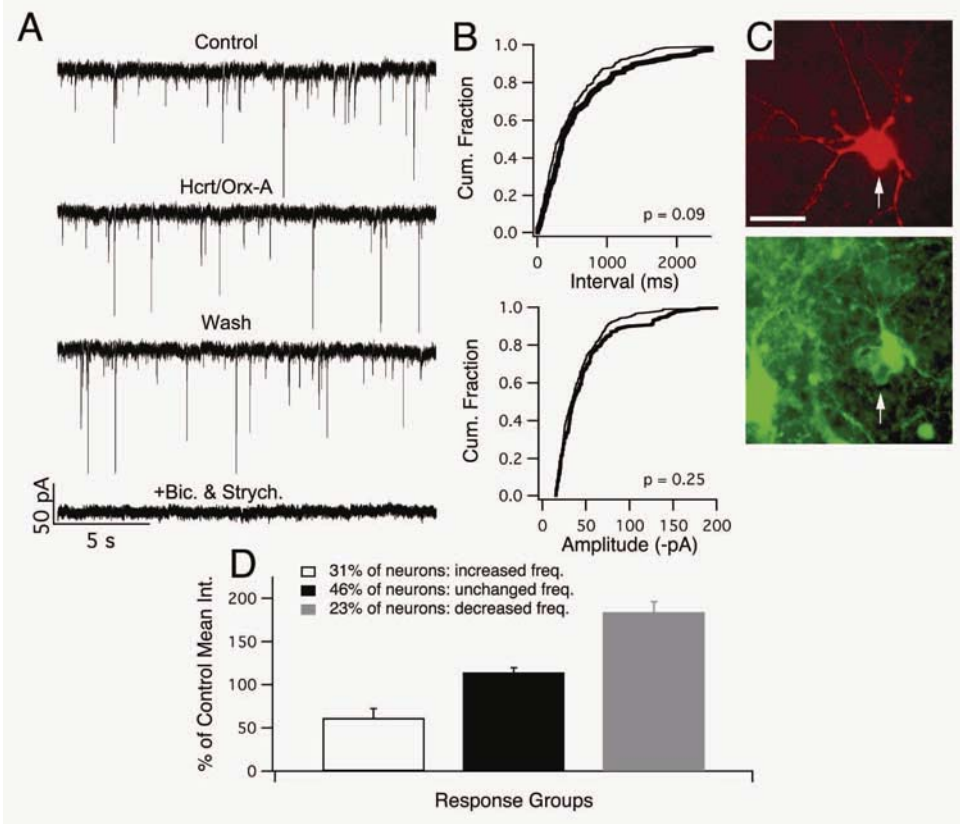 A
Control
Hcrt/Orx-A
Wash
+Bic. & Strych.
50 pA
5 s
B
Cum. Fraction
1.0
0.8
0.6
0.4
0.2
0.0
p = 0.09
0 1000 2000
Interval (ms)
Cum. Fraction
1.0
0.8
0.6
0.4
0.2
0.0
p = 0.25
0 50 100 150 200
Amplitude (-pA)
C
D
31% of neurons: increased freq.
46% of neurons: unchanged freq.
23% of neurons: decreased freq.
% of Control Mean Int.
200
150
100
50
0
Response Groups